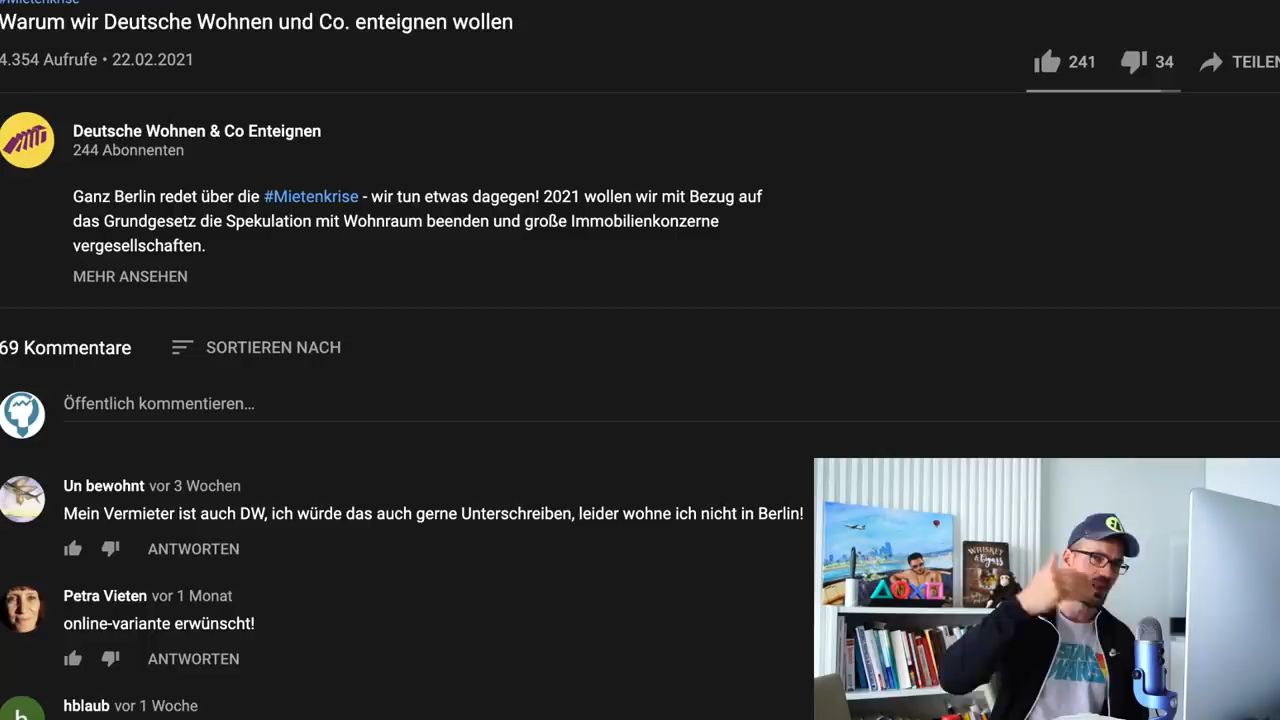 #Mietenkrise
Warum wir Deutsche Wohnen und Co. enteignen wollen
4.354 Aufrufe • 22.02.2021
241
34
TEILEN
Deutsche Wohnen & Co Enteignen
244 Abonnenten
Ganz Berlin redet über die #Mietenkrise - wir tun etwas dagegen! 2021 wollen wir mit Bezug auf
das Grundgesetz die Spekulation mit Wohnraum beenden und große Immobilienkonzerne
vergesellschaften.
MEHR ANSEHEN
69 Kommentare
SORTIEREN NACH
Öffentlich kommentieren...
Un bewohnt vor 3 Wochen
Mein Vermieter ist auch DW, ich würde das auch gerne Unterschreiben, leider wohne ich nicht in Berlin!
ANTWORTEN
Petra Vieten vor 1 Monat
online-variante erwünscht!
ANTWORTEN
hblaub vor 1 Woche
h
WHISKEY
& Cigars
STAR
WARS